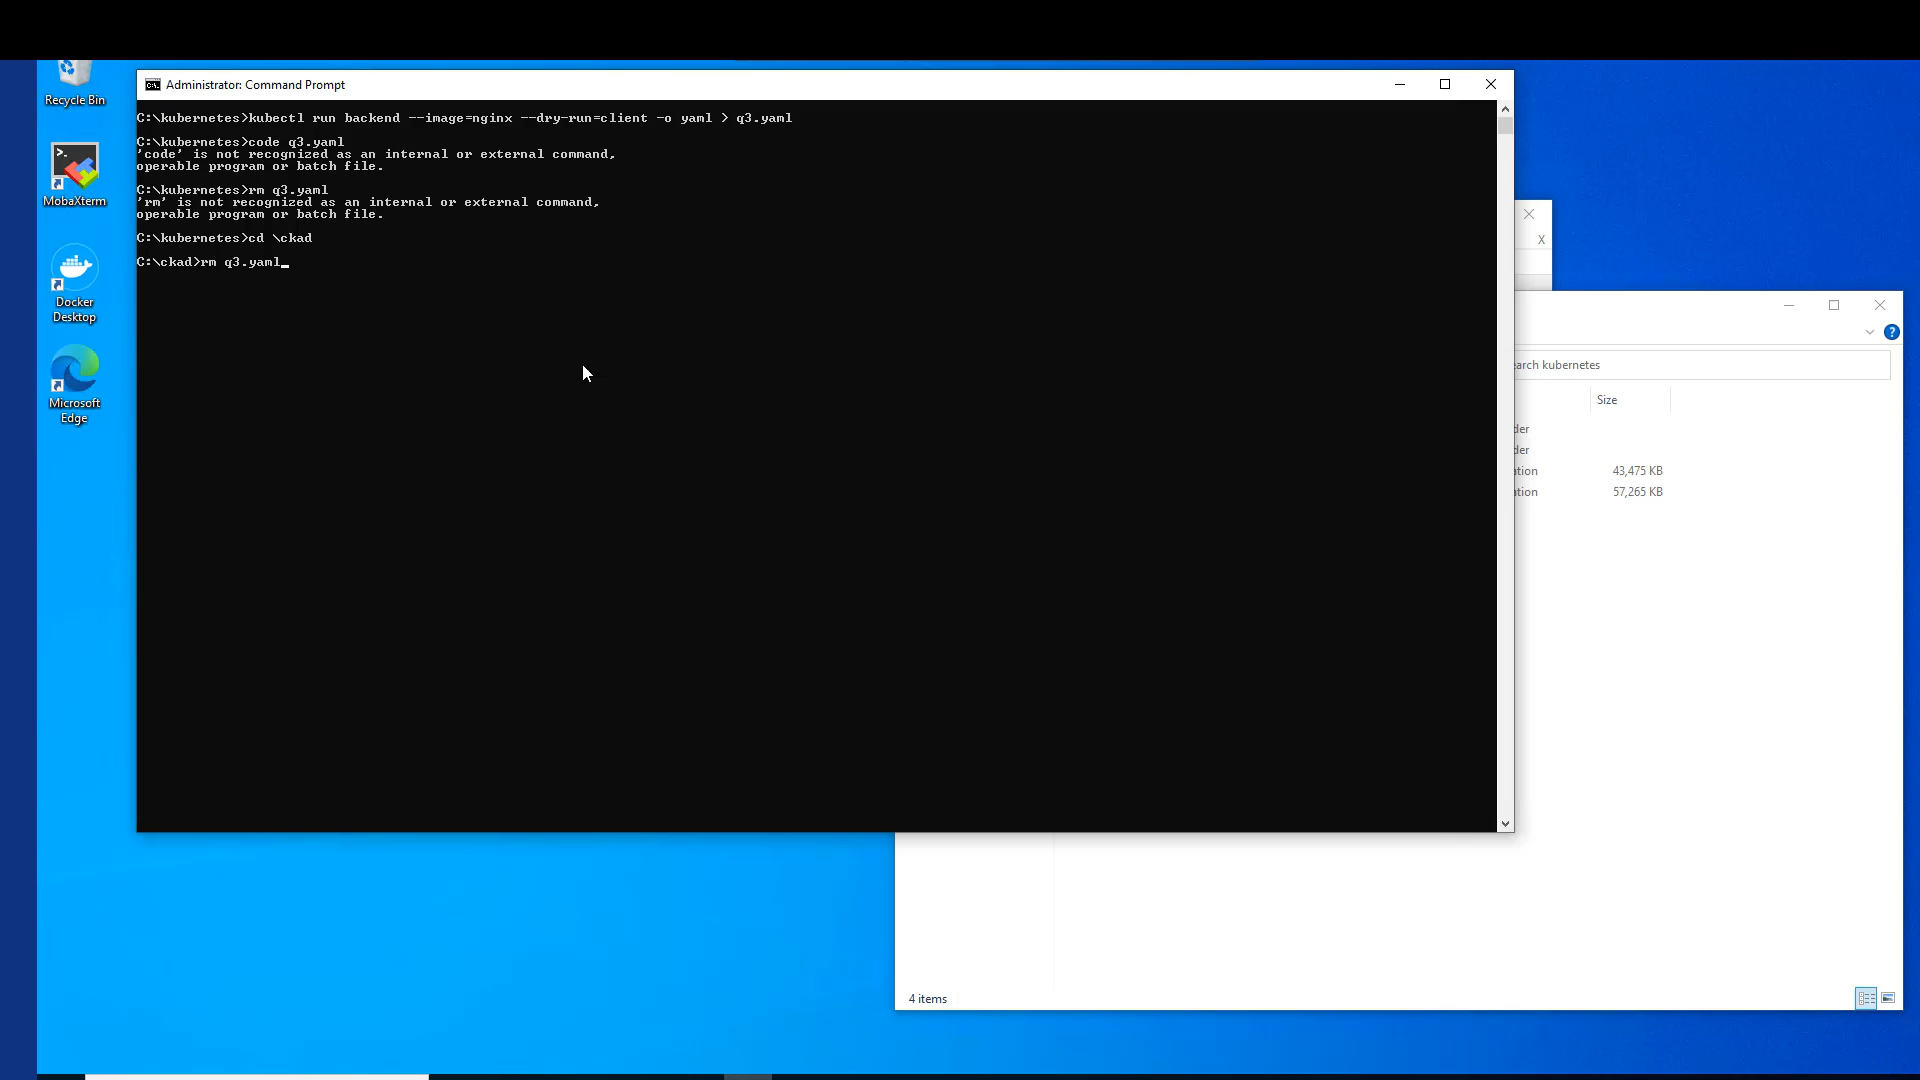 Recycle Bin
MobaXterm
Docker
Desktop
Microsoft
Edge
Administrator: Command Prompt
C:\kubernetes>kubectl run backend --image=nginx --dry-run=client -o yaml > q3.yaml
C:\kubernetes>code q3.yaml
'code' is not recognized as an internal or external command,
operable program or batch file.
C:\kubernetes>rm q3.yaml
'rm' is not recognized as an internal or external command,
operable program or batch file.
C:\kubernetes>cd \ckad
C:\ckad>rm q3.yaml_
X
earch kubernetes
Size
der
der
ation 43,475 KB
ation 57,265 KB
4 items